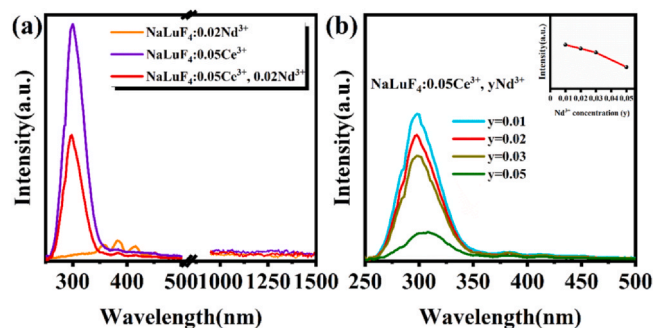 (a)
NaLuF₄:0.02Nd³⁺
NaLuF₄:0.05Ce³⁺
NaLuF₄:0.05Ce³⁺, 0.02Nd³⁺
Intensity(a.u.)
300 400 500 1000 1250 1500
Wavelength(nm)
(b)
NaLuF₄:0.05Ce³⁺, yNd³⁺
y=0.01
y=0.02
y=0.03
y=0.05
Intensity(a.u.)
250 300 350 400 450 500
Wavelength(nm)
Intensity(a.u.)
0 0.01 0.02 0.03 0.05
Nd³⁺ concentration (y)